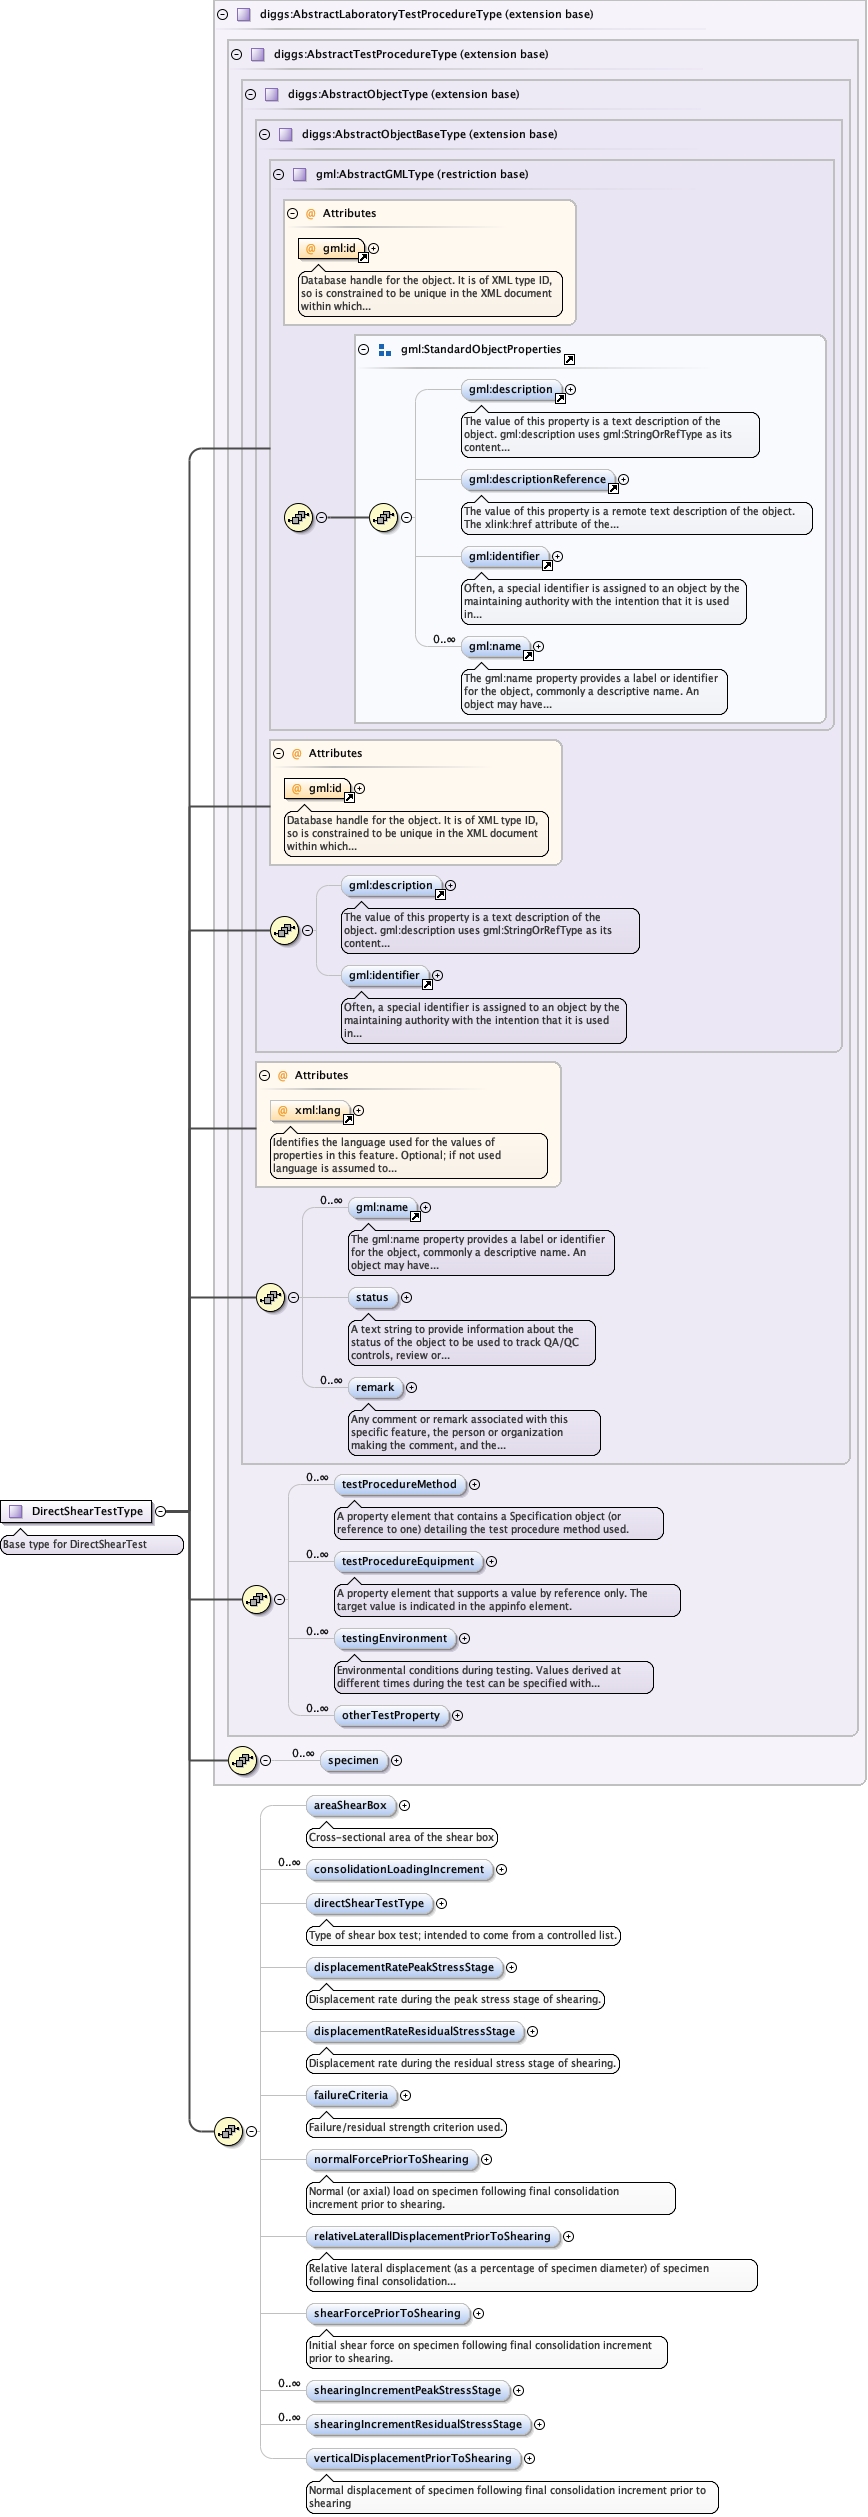 diggs:AbstractLaboratoryTestProcedureType (extension base)
diggs:AbstractTestProcedureType (extension base)
diggs:AbstractObjectType (extension base)
diggs:AbstractObjectBaseType (extension base)
gml:AbstractGMLType (restriction base)
@ Attributes
@ gml:id
Database handle for the object. It is of XML type ID,
so is constrained to be unique in the XML document
within which...
gml:StandardObjectProperties
gml:description
The value of this property is a text description of the
object. gml:description uses gml:StringOrRefType as its
content...
gml:descriptionReference
The value of this property is a remote text description of the object.
The xlink:href attribute of the...
gml:identifier
Often, a special identifier is assigned to an object by the
maintaining authority with the intention that it is used
in...
0..∞
gml:name
The gml:name property provides a label or identifier
for the object, commonly a descriptive name. An
object may have...
@ Attributes
@ gml:id
Database handle for the object. It is of XML type ID,
so is constrained to be unique in the XML document
within which...
gml:description
The value of this property is a text description of the
object. gml:description uses gml:StringOrRefType as its
content...
gml:identifier
Often, a special identifier is assigned to an object by the
maintaining authority with the intention that it is used
in...
@ Attributes
@ xml:lang
Identifies the language used for the values of
properties in this feature. Optional; if not used
language is assumed to...
0..∞
gml:name
The gml:name property provides a label or identifier
for the object, commonly a descriptive name. An
object may have...
status
A text string to provide information about the
status of the object to be used to track QA/QC
controls, review or...
0..∞
remark
Any comment or remark associated with this
specific feature, the person or organization
making the comment, and the...
DirectShearTestType
Base type for DirectShearTest
0..∞
testProcedureMethod
A property element that contains a Specification object (or
reference to one) detailing the test procedure method used.
0..∞
testProcedureEquipment
A property element that supports a value by reference only. The
target value is indicated in the appinfo element.
0..∞
testingEnvironment
Environmental conditions during testing. Values derived at
different times during the test can be specified with...
0..∞
otherTestProperty
0..∞
specimen
areaShearBox
Cross-sectional area of the shear box
0..∞
consolidationLoadingIncrement
directShearTestType
Type of shear box test; intended to come from a controlled list.
displacementRatePeakStressStage
Displacement rate during the peak stress stage of shearing.
displacementRateResidualStressStage
Displacement rate during the residual stress stage of shearing.
failureCriteria
Failure/residual strength criterion used.
normalForcePriorToShearing
Normal (or axial) load on specimen following final consolidation
increment prior to shearing.
relativeLaterallDisplacementPriorToShearing
Relative lateral displacement (as a percentage of specimen diameter) of specimen
following final consolidation...
shearForcePriorToShearing
Initial shear force on specimen following final consolidation increment
prior to shearing.
0..∞
shearingIncrementPeakStressStage
0..∞
shearingIncrementResidualStressStage
verticalDisplacementPriorToShearing
Normal displacement of specimen following final consolidation increment prior to
shearing